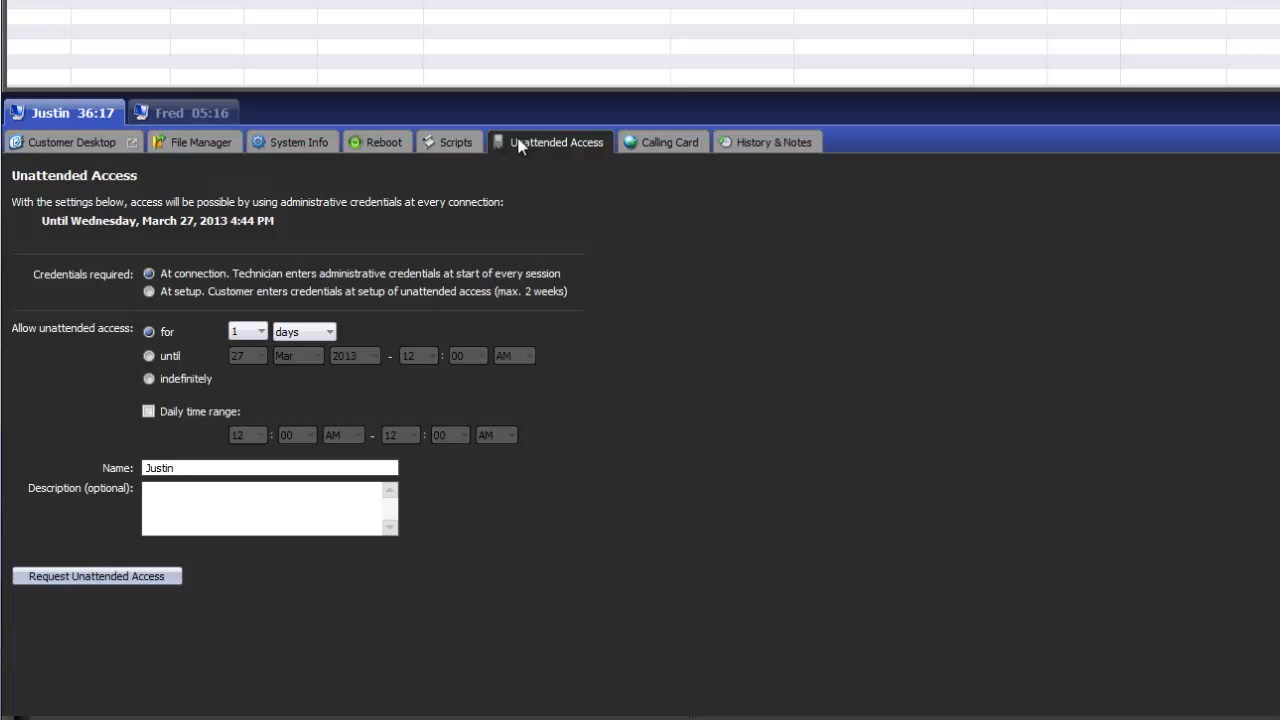 Justin 36:17 Fred 05:16
Customer Desktop File Manager System Info Reboot Scripts Unattended Access Calling Card History & Notes
Unattended Access
With the settings below, access will be possible by using administrative credentials at every connection:
Until Wednesday, March 27, 2013 4:44 PM
Credentials required: At connection. Technician enters administrative credentials at start of every session
At setup. Customer enters credentials at setup of unattended access (max. 2 weeks)
Allow unattended access: for 1 days
until 27 Mar 2013 - 12 : 00 AM
indefinitely
Daily time range:
12 : 00 AM - 12 : 00 AM
Name: Justin
Description (optional):
Request Unattended Access